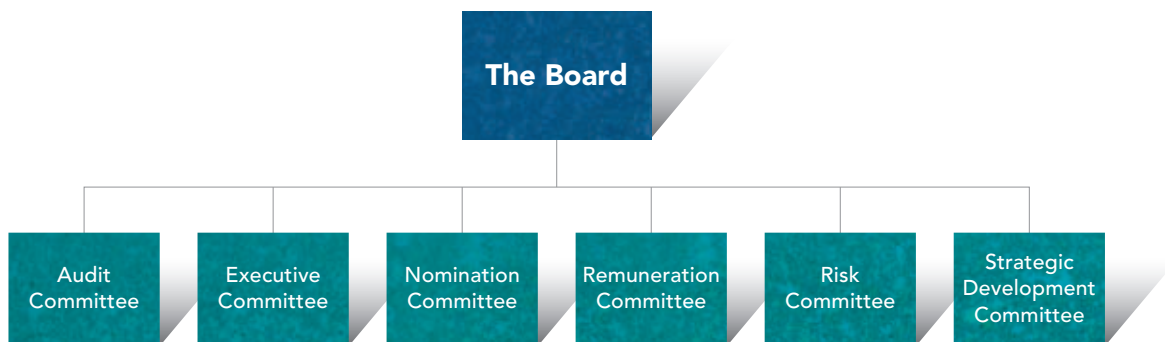 The Board
Audit
Committee
Executive
Committee
Nomination
Committee
Remuneration
Committee
Risk
Committee
Strategic
Development
Committee